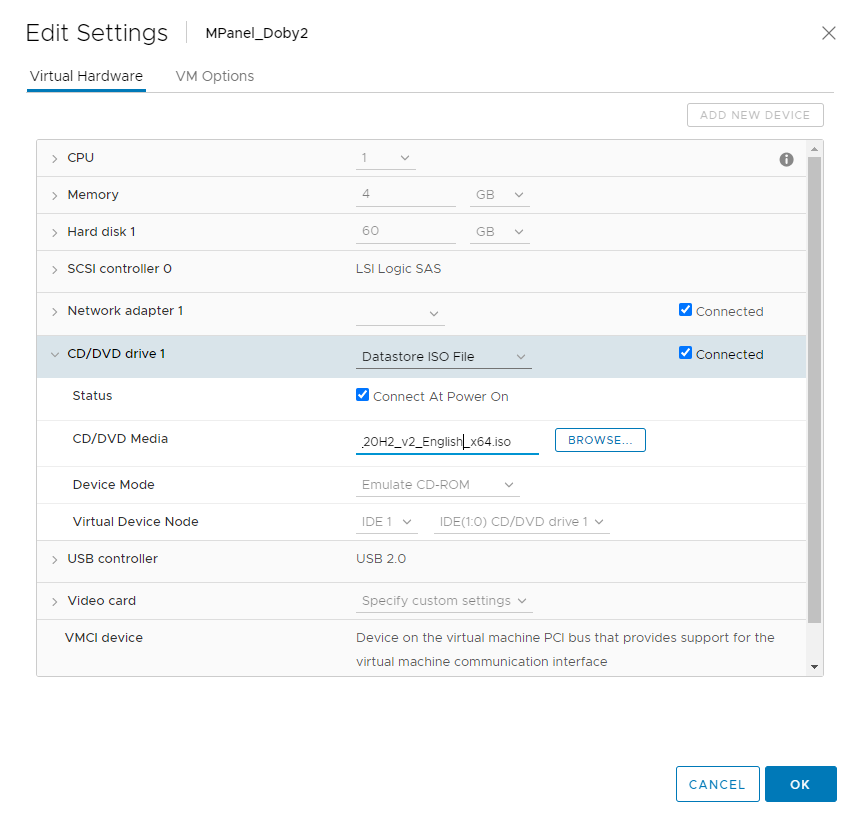 Edit Settings MPanel_Doby2
Virtual Hardware VM Options
ADD NEW DEVICE
CPU 1
Memory 4 GB
Hard disk 1 60 GB
SCSI controller 0 LSI Logic SAS
Network adapter 1 Connected
CD/DVD drive 1 Datastore ISO File Connected
Status Connect At Power On
CD/DVD Media _20H2_v2_English_x64.iso BROWSE...
Device Mode Emulate CD-ROM
Virtual Device Node IDE 1 IDE(1:0) CD/DVD drive 1
USB controller USB 2.0
Video card Specify custom settings
VMCI device Device on the virtual machine PCI bus that provides support for the
virtual machine communication interface
CANCEL OK